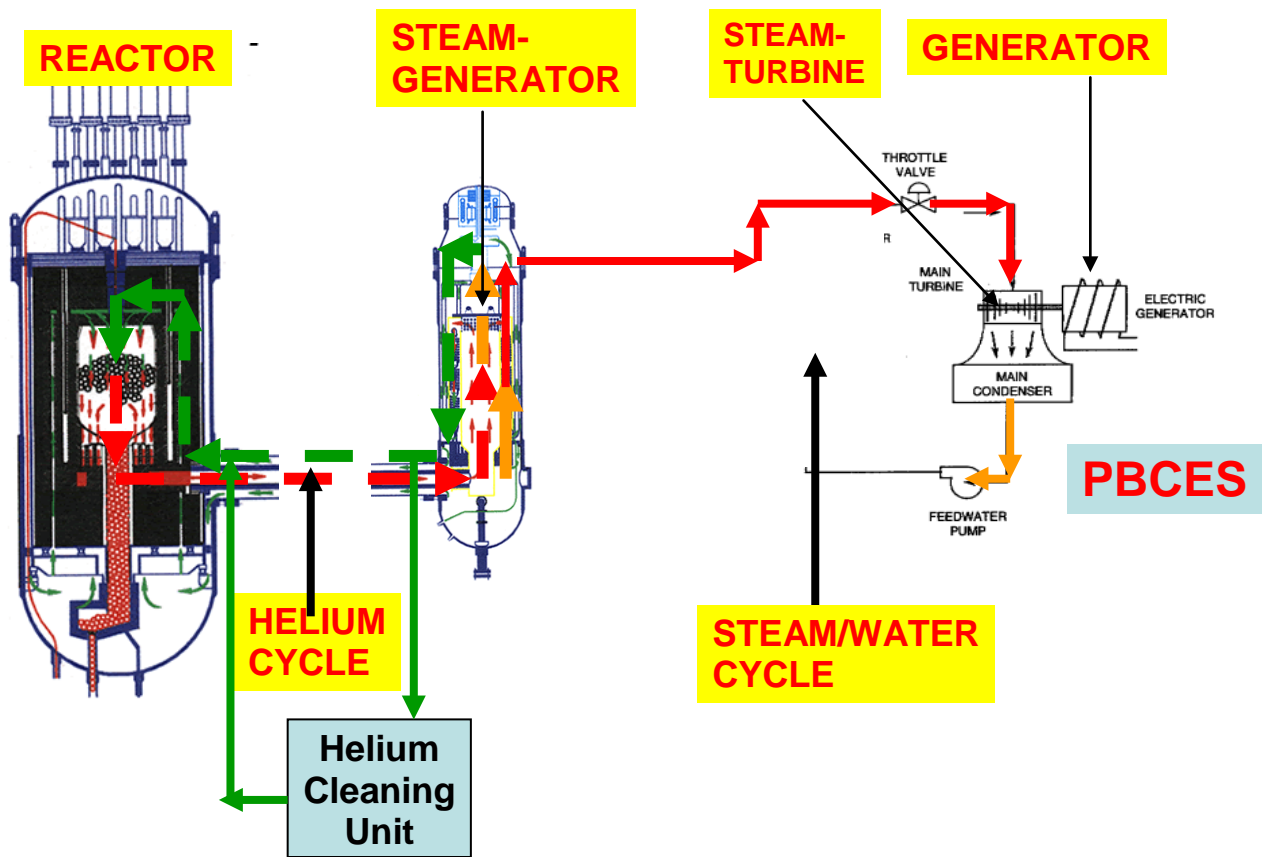 REACTOR
-
STEAM-
GENERATOR
STEAM-
TURBINE
GENERATOR
THROTTLE
VALVE
R
MAIN
TURBINE
ELECTRIC
GENERATOR
MAIN
CONDENSER
PBCES
FEEDWATER
PUMP
HELIUM
CYCLE
STEAM/WATER
CYCLE
Helium
Cleaning
Unit